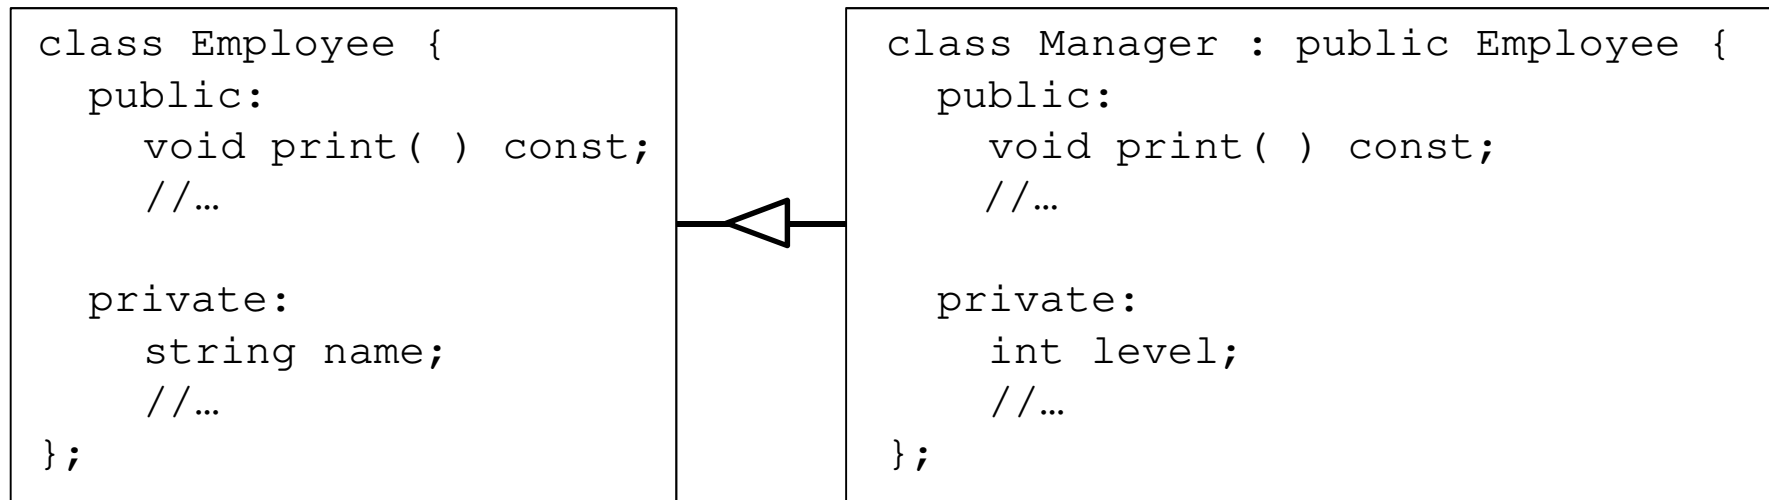 class Employee {
public:
void print( ) const;
//…
private:
string name;
//…
};
class Manager : public Employee {
public:
void print( ) const;
//…
private:
int level;
//…
};